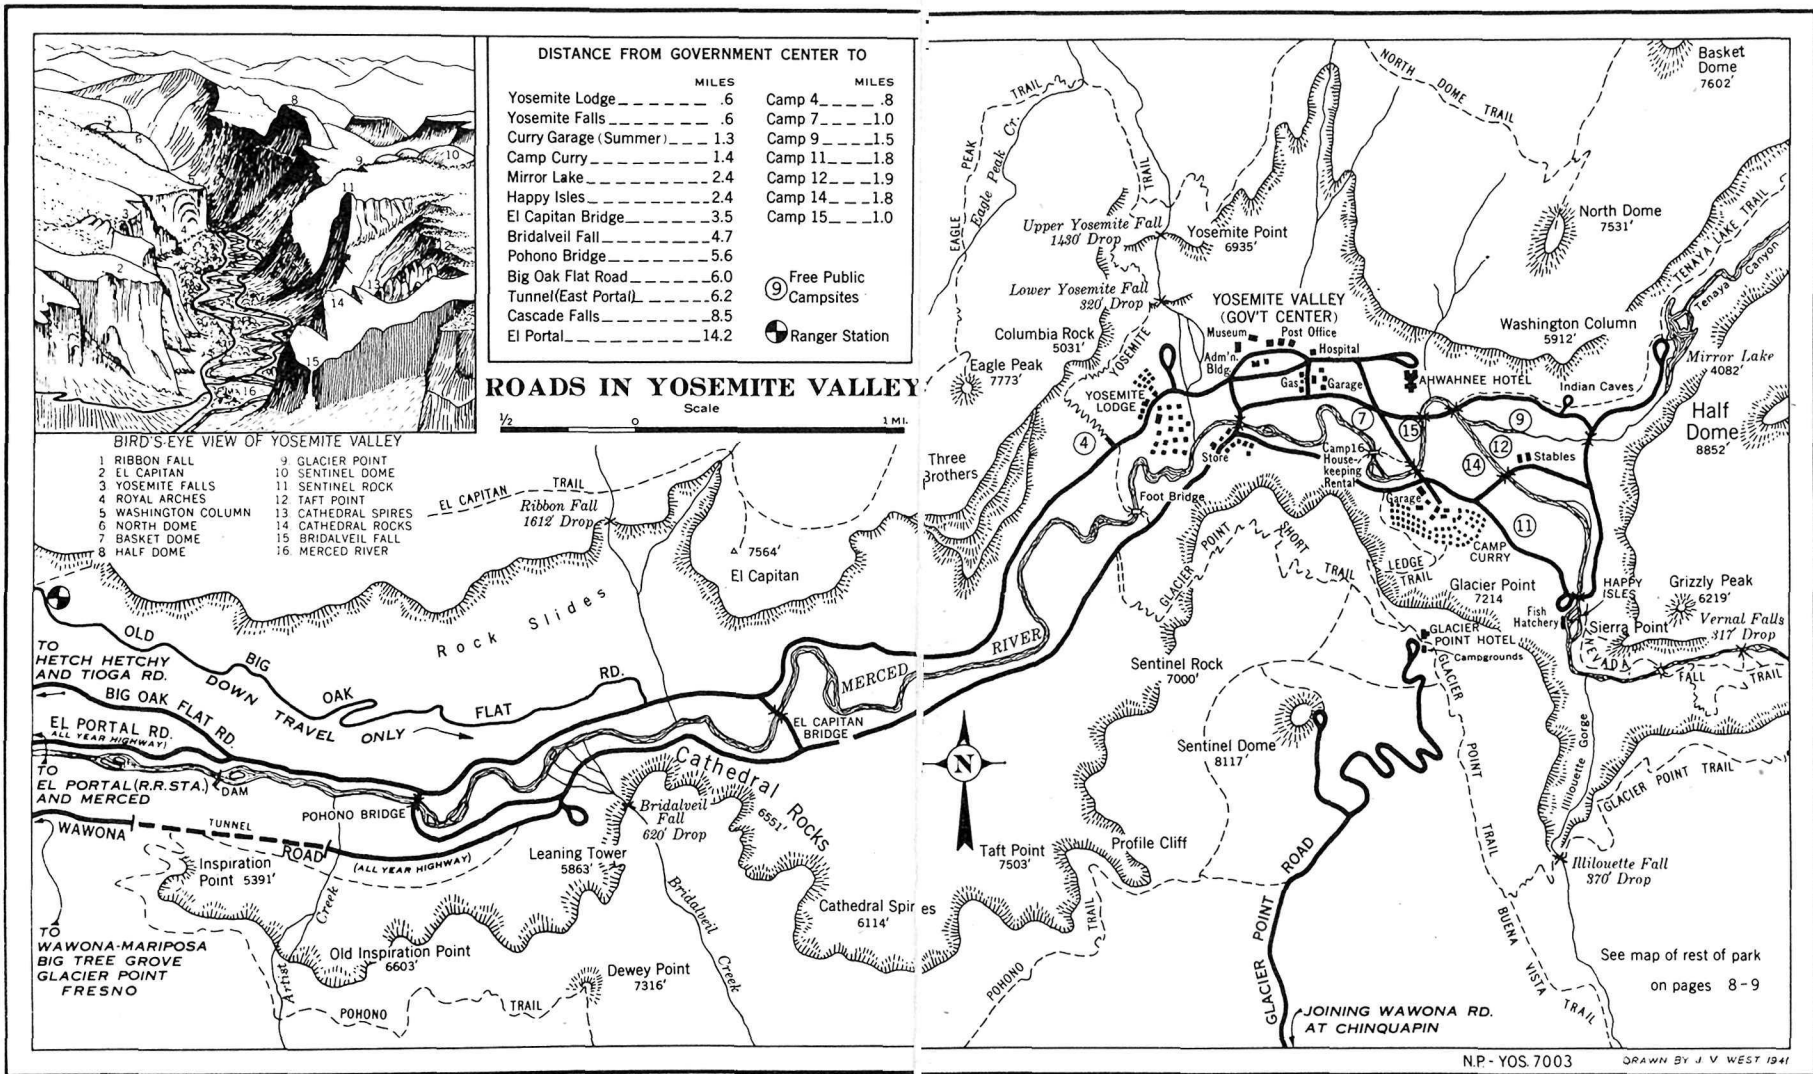 DISTANCE FROM GOVERNMENT CENTER TO
MILES
Yosemite Lodge .6
Yosemite Falls .6
Curry Garage (Summer) 1.3
Camp Curry 1.4
Mirror Lake 2.4
Happy Isles 2.4
El Capitan Bridge 3.5
Bridalveil Fall 4.7
Pohono Bridge 5.6
Big Oak Flat Road 6.0
Tunnel (East Portal) 6.2
Cascade Falls 8.5
El Portal 14.2
MILES
Camp 4 .8
Camp 7 1.0
Camp 9 1.5
Camp 11 1.8
Camp 12 1.9
Camp 14 1.8
Camp 15 1.0
9 Free Public
Campsites
Ranger Station
ROADS IN YOSEMITE VALLEY
Scale
1/2 0 1 MI.
BIRD'S-EYE VIEW OF YOSEMITE VALLEY
1 RIBBON FALL
2 EL CAPITAN
3 YOSEMITE FALLS
4 ROYAL ARCHES
5 WASHINGTON COLUMN
6 NORTH DOME
7 BASKET DOME
8 HALF DOME
9 GLACIER POINT
10 SENTINEL DOME
11 SENTINEL ROCK
12 TAFT POINT
13 CATHEDRAL SPIRES
14 CATHEDRAL ROCKS
15 BRIDALVEIL FALL
16 MERCED RIVER
EL CAPITAN TRAIL
Ribbon Fall
1612' Drop
7564'
El Capitan
Rock Slides
TO
HETCH HETCHY
AND TIOGA RD.
OLD BIG OAK FLAT RD.
DOWN TRAVEL ONLY
BIG OAK FLAT RD.
EL PORTAL RD.
ALL YEAR HIGHWAY)
TO
EL PORTAL (R.R.STA.)
AND MERCED
DAM
POHONO BRIDGE
WAWONA
TUNNEL
ROAD
(ALL YEAR HIGHWAY)
Inspiration
Point 5391'
TO
WAWONA-MARIPOSA
BIG TREE GROVE
GLACIER POINT
FRESNO
Artist
Creek
Old Inspiration Point
6603'
POHONO TRAIL
Dewey Point
7316'
Leaning Tower
5863'
Bridalveil
Fall
620' Drop
Bridalveil
Creek
Cathedral Rocks
6551'
Cathedral Spires
6114'
EL CAPITAN
BRIDGE
MERCED RIVER
NORTH DOME TRAIL
Basket
Dome
7602'
EAGLE PEAK TRAIL
Eagle Peak Cr.
TRAIL
YOSEMITE
Upper Yosemite Fall
1430' Drop
Yosemite Point
6935'
North Dome
7531'
TENAYA LAKE TRAIL
Tenaya Canyon
Lower Yosemite Fall
320' Drop
Columbia Rock
5031'
Eagle Peak
7773'
Three
Brothers
YOSEMITE VALLEY
(GOV'T CENTER)
Museum
Post Office
Adm'n.
Bldg.
Hospital
Gas
Garage
AHWAHNEE HOTEL
Washington Column
5912'
Mirror Lake
4082'
Indian Caves
Half
Dome
8852'
YOSEMITE
LODGE
4
Store
Foot Bridge
7
15
9
12
14
11
Camp 16
House-
keeping
Rental
Stables
Garage
CAMP
CURRY
LEDGE
TRAIL
GLACIER POINT SHORT TRAIL
Glacier Point
7214
HAPPY
ISLES
Fish
Hatchery
Grizzly Peak
6219'
Sierra Point
Vernal Falls
317' Drop
NEVADA FALL TRAIL
GLACIER
POINT HOTEL
Campgrounds
Sentinel Rock
7000'
Sentinel Dome
8117'
N
Taft Point
7503'
Profile Cliff
POHONO TRAIL
GLACIER POINT ROAD
GLACIER POINT TRAIL
BUENA VISTA TRAIL
Illilouette Gorge
GLACIER POINT TRAIL
Illilouette Fall
370' Drop
JOINING WAWONA RD.
AT CHINQUAPIN
See map of rest of park
on pages 8-9
N.P.-YOS. 7003
DRAWN BY J V WEST 1941